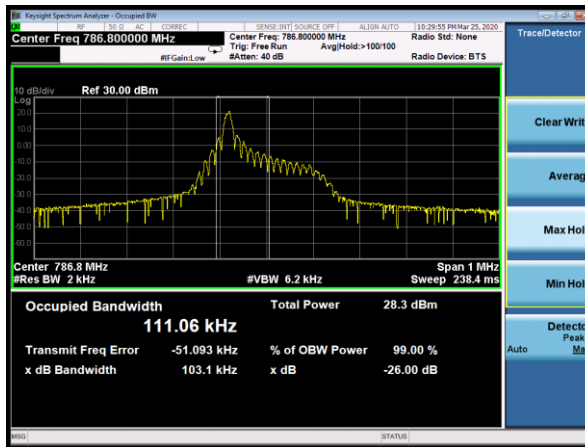 Keysight Spectrum Analyzer - Occupied BW
RF 50 Ω AC CORREC SENSE:INT SOURCE OFF ALIGN AUTO 10:29:55 PM Mar 25, 2020
Center Freq 786.800000 MHz
Center Freq: 786.800000 MHz
Radio Std: None
Trig: Free Run Avg|Hold:>100/100
#IFGain:Low #Atten: 40 dB Radio Device: BTS
Trace/Detector
10 dB/div Ref 30.00 dBm
Log
20.0
10.0
0.00
-10.0
-20.0
-30.0
-40.0
-50.0
-60.0
Clear Writ
Averag
Max Hol
Min Hol
Detecto
Peak
Auto Ma
Center 786.8 MHz Span 1 MHz
#Res BW 2 kHz #VBW 6.2 kHz Sweep 238.4 ms
Occupied Bandwidth Total Power 28.3 dBm
111.06 kHz
Transmit Freq Error -51.093 kHz % of OBW Power 99.00 %
x dB Bandwidth 103.1 kHz x dB -26.00 dB
MSG STATUS